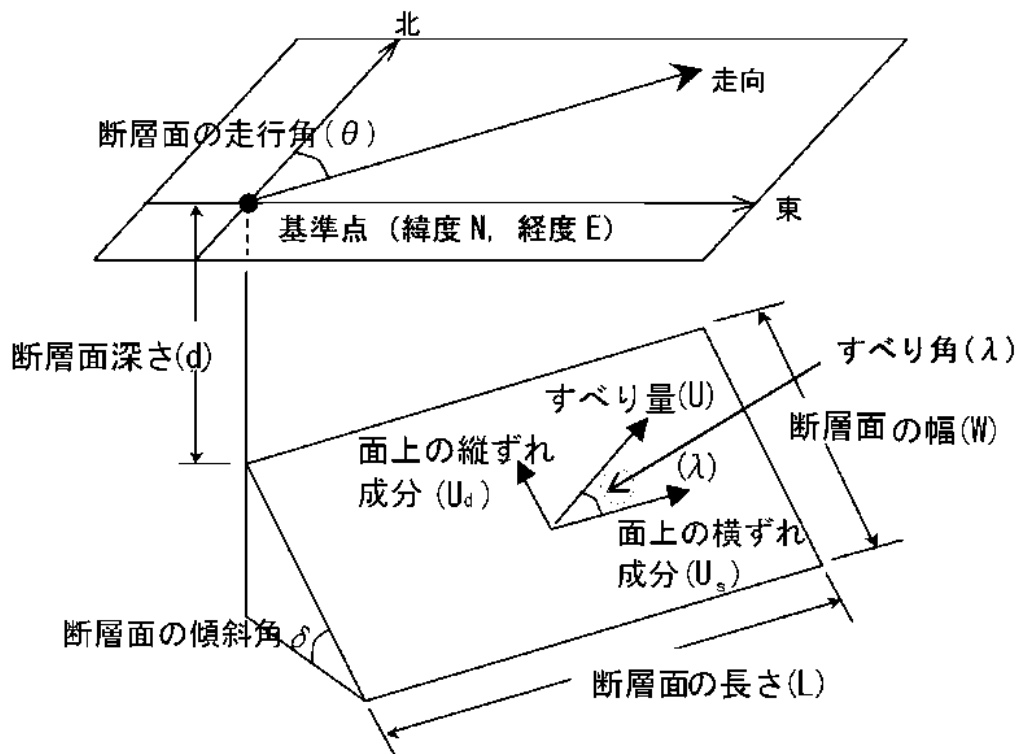 北
走向
断層面の走行角(θ)
東
基準点（緯度N, 経度E）
断層面深さ(d)
すべり角(λ)
すべり量(U)
断層面の幅(W)
面上の縦ずれ
成分(Ud)
(λ)
面上の横ずれ
成分(Us)
断層面の傾斜角δ
断層面の長さ(L)